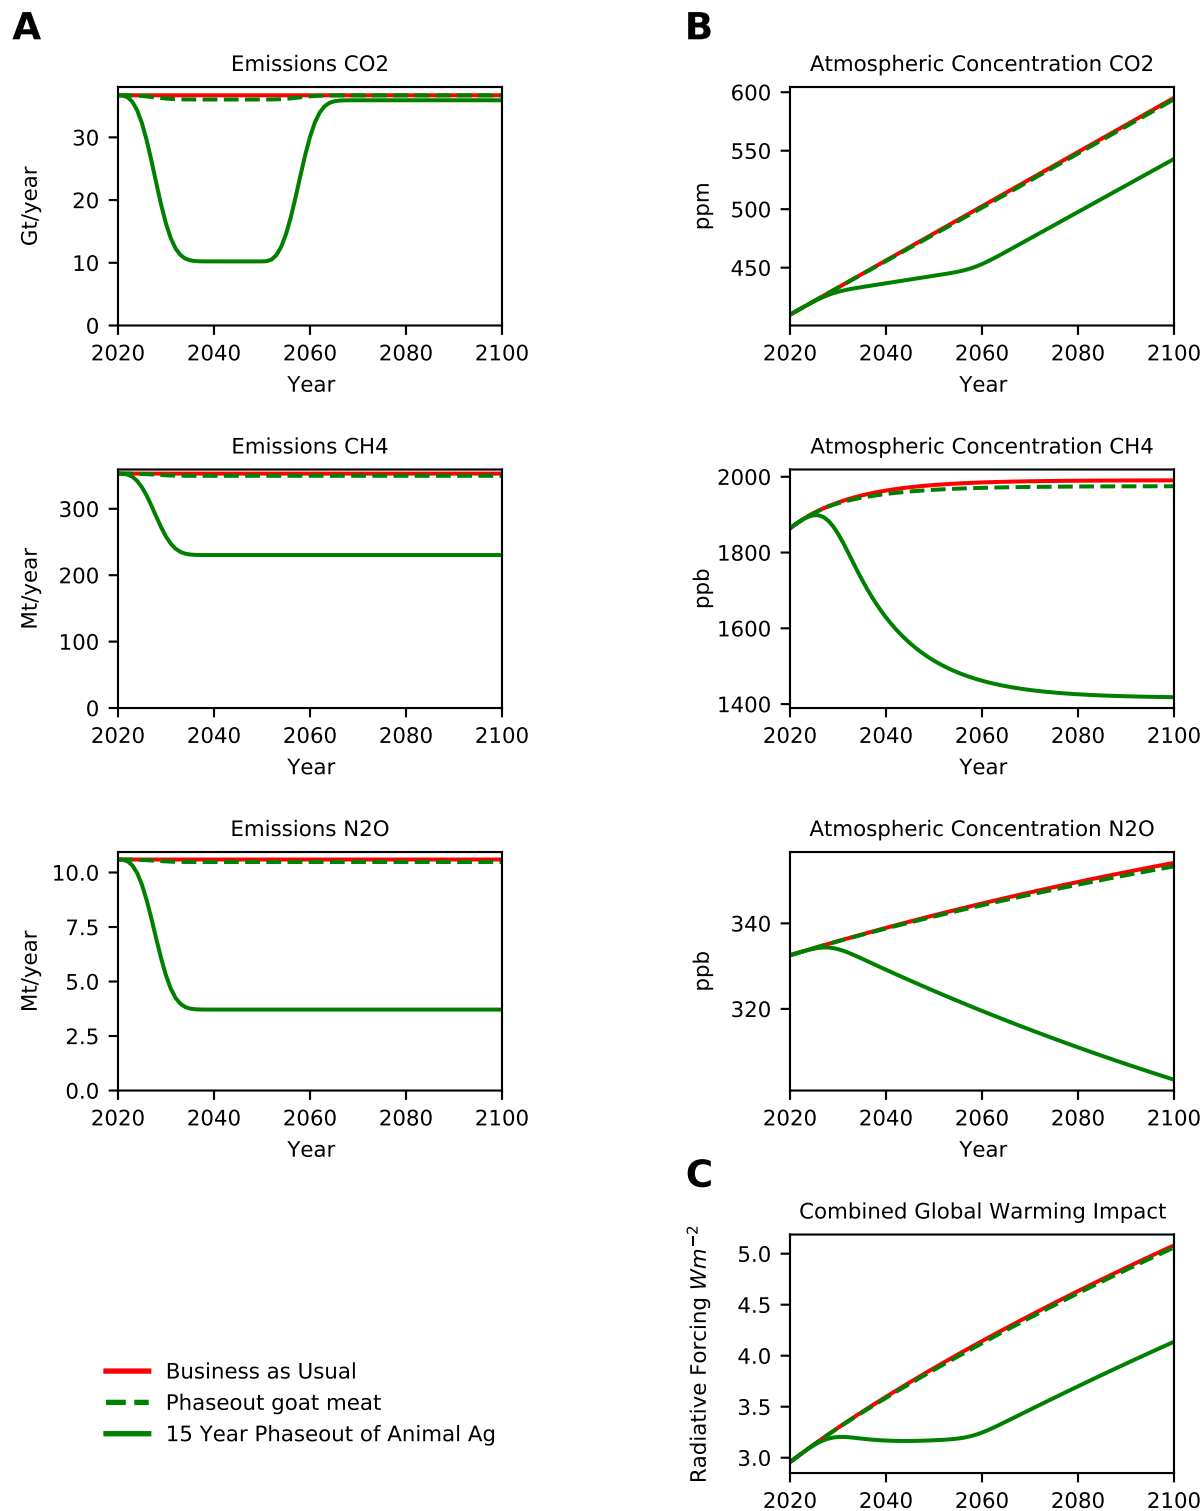 A
B
Emissions CO2
Atmospheric Concentration CO2
Gt/year
30
20
10
0
2020 2040 2060 2080 2100
Year
ppm
600
550
500
450
2020 2040 2060 2080 2100
Year
Emissions CH4
Atmospheric Concentration CH4
Mt/year
300
200
100
0
2020 2040 2060 2080 2100
Year
ppb
2000
1800
1600
1400
2020 2040 2060 2080 2100
Year
Emissions N2O
Atmospheric Concentration N2O
Mt/year
10.0
7.5
5.0
2.5
0.0
2020 2040 2060 2080 2100
Year
ppb
340
320
2020 2040 2060 2080 2100
Year
C
Combined Global Warming Impact
Radiative Forcing Wm⁻²
5.0
4.5
4.0
3.5
3.0
2020 2040 2060 2080 2100
Business as Usual
Phaseout goat meat
15 Year Phaseout of Animal Ag